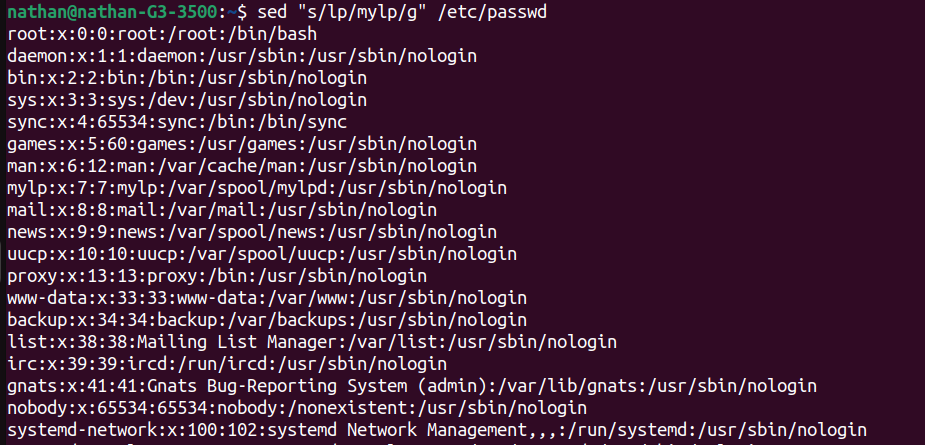 nathan@nathan-G3-3500:~$ sed "s/lp/mylp/g" /etc/passwd
root:x:0:0:root:/root:/bin/bash
daemon:x:1:1:daemon:/usr/sbin:/usr/sbin/nologin
bin:x:2:2:bin:/bin:/usr/sbin/nologin
sys:x:3:3:sys:/dev:/usr/sbin/nologin
sync:x:4:65534:sync:/bin:/bin/sync
games:x:5:60:games:/usr/games:/usr/sbin/nologin
man:x:6:12:man:/var/cache/man:/usr/sbin/nologin
mylp:x:7:7:mylp:/var/spool/mylpd:/usr/sbin/nologin
mail:x:8:8:mail:/var/mail:/usr/sbin/nologin
news:x:9:9:news:/var/spool/news:/usr/sbin/nologin
uucp:x:10:10:uucp:/var/spool/uucp:/usr/sbin/nologin
proxy:x:13:13:proxy:/bin:/usr/sbin/nologin
www-data:x:33:33:www-data:/var/www:/usr/sbin/nologin
backup:x:34:34:backup:/var/backups:/usr/sbin/nologin
list:x:38:38:Mailing List Manager:/var/list:/usr/sbin/nologin
irc:x:39:39:ircd:/run/ircd:/usr/sbin/nologin
gnats:x:41:41:Gnats Bug-Reporting System (admin):/var/lib/gnats:/usr/sbin/nologin
nobody:x:65534:65534:nobody:/nonexistent:/usr/sbin/nologin
systemd-network:x:100:102:systemd Network Management,,,:/run/systemd:/usr/sbin/nologin